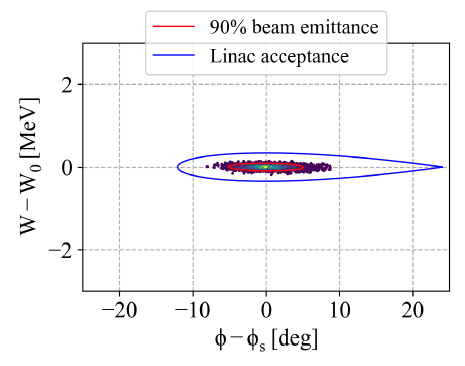 90% beam emittance
Linac acceptance
W − W₀ [MeV]
2
0
−2
−20 −10 0 10 20
ϕ − ϕₛ [deg]